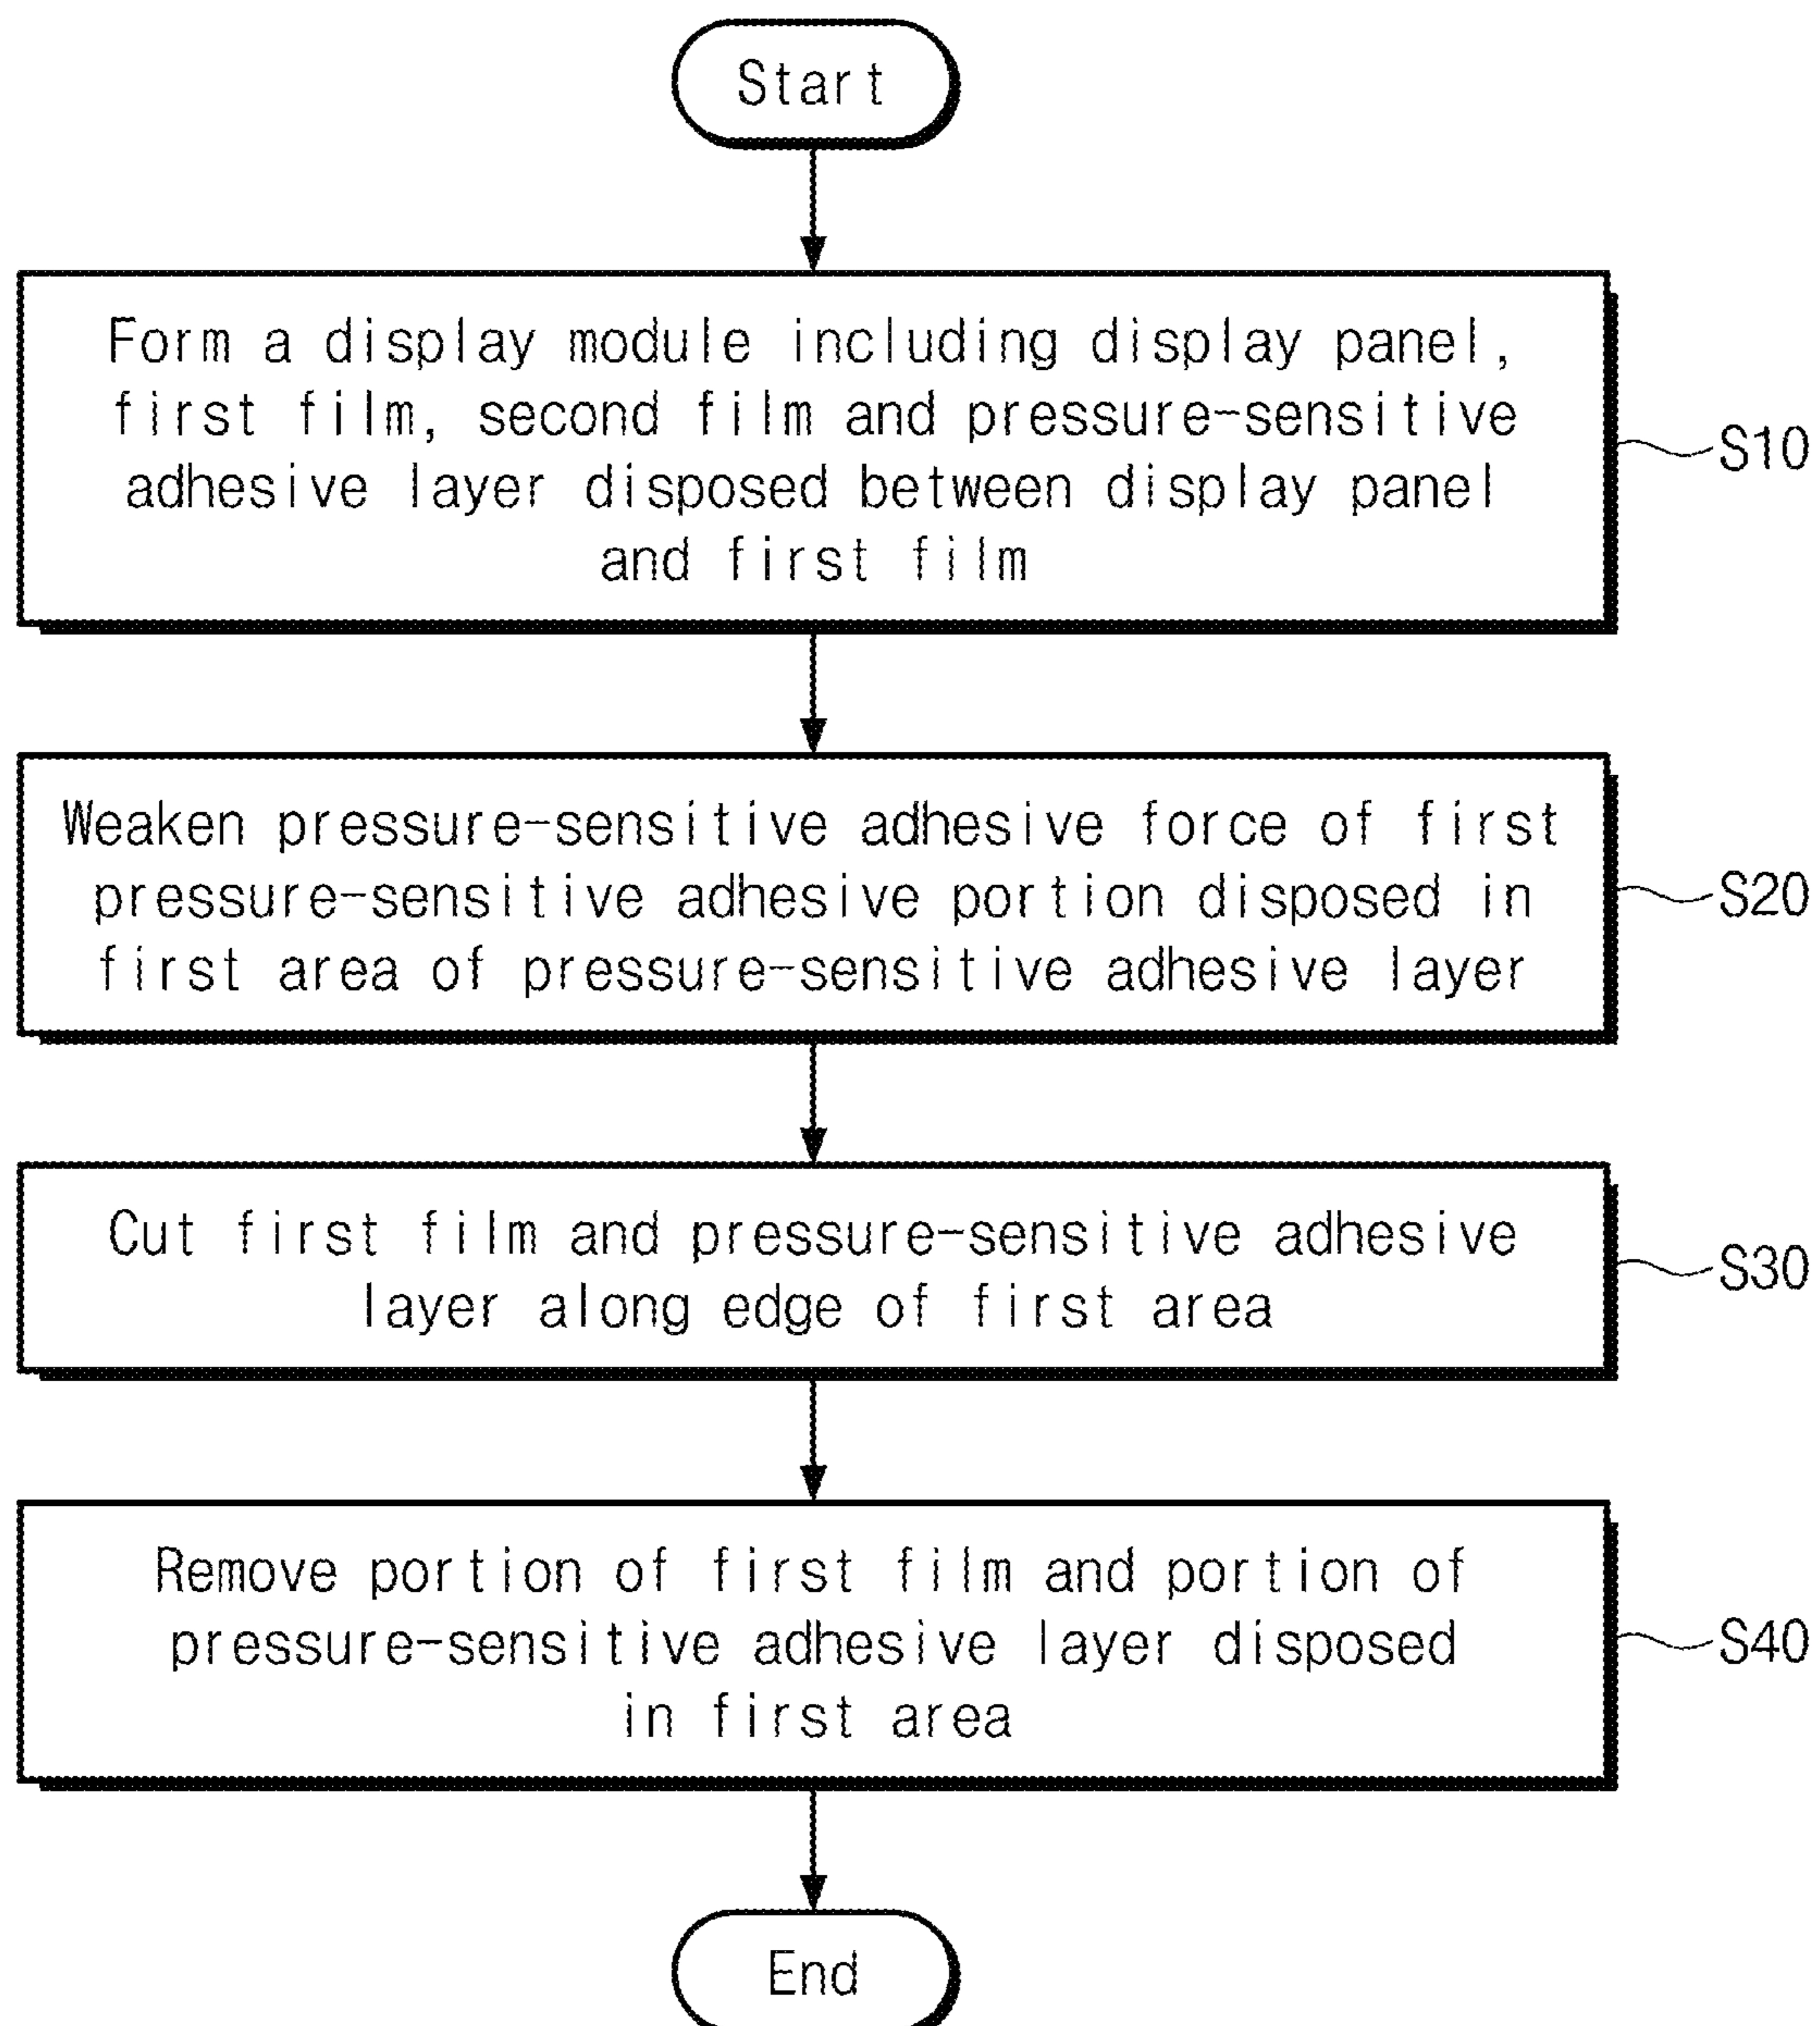 Start
Form a display module including display panel,
first film, second film and pressure-sensitive
adhesive layer disposed between display panel
and first film
S10
Weaken pressure-sensitive adhesive force of first
pressure-sensitive adhesive portion disposed in
first area of pressure-sensitive adhesive layer
S20
Cut first film and pressure-sensitive adhesive
layer along edge of first area
S30
Remove portion of first film and portion of
pressure-sensitive adhesive layer disposed
in first area
S40
End